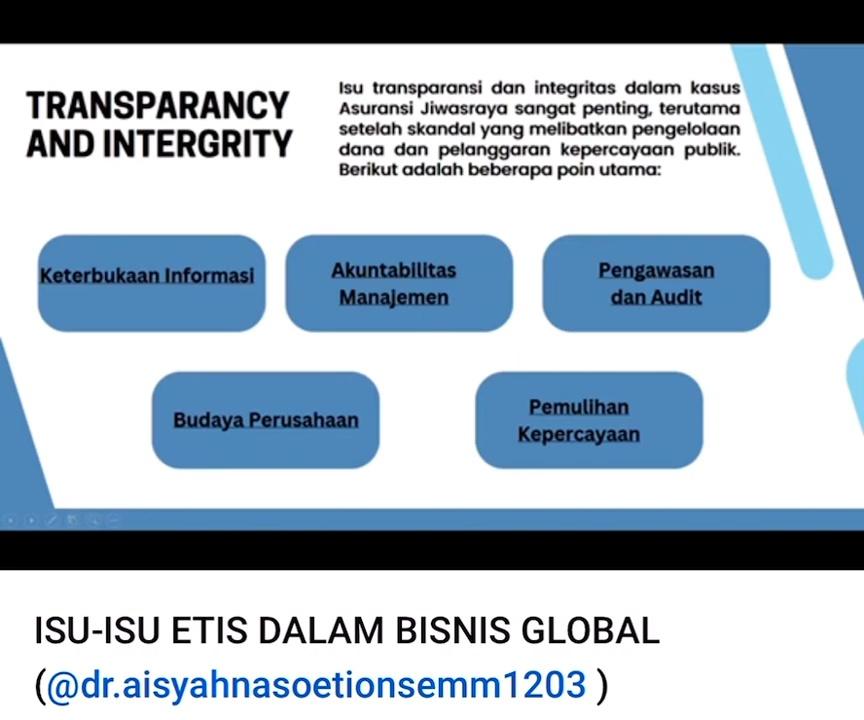 TRANSPARANCY
AND INTERGRITY
Isu transparansi dan integritas dalam kasus
Asuransi Jiwasraya sangat penting, terutama
setelah skandal yang melibatkan pengelolaan
dana dan pelanggaran kepercayaan publik.
Berikut adalah beberapa poin utama:
Keterbukaan Informasi
Akuntabilitas
Manajemen
Pengawasan
dan Audit
Budaya Perusahaan
Pemulihan
Kepercayaan
ISU-ISU ETIS DALAM BISNIS GLOBAL
(@dr.aisyahnasoetionsemm1203 )